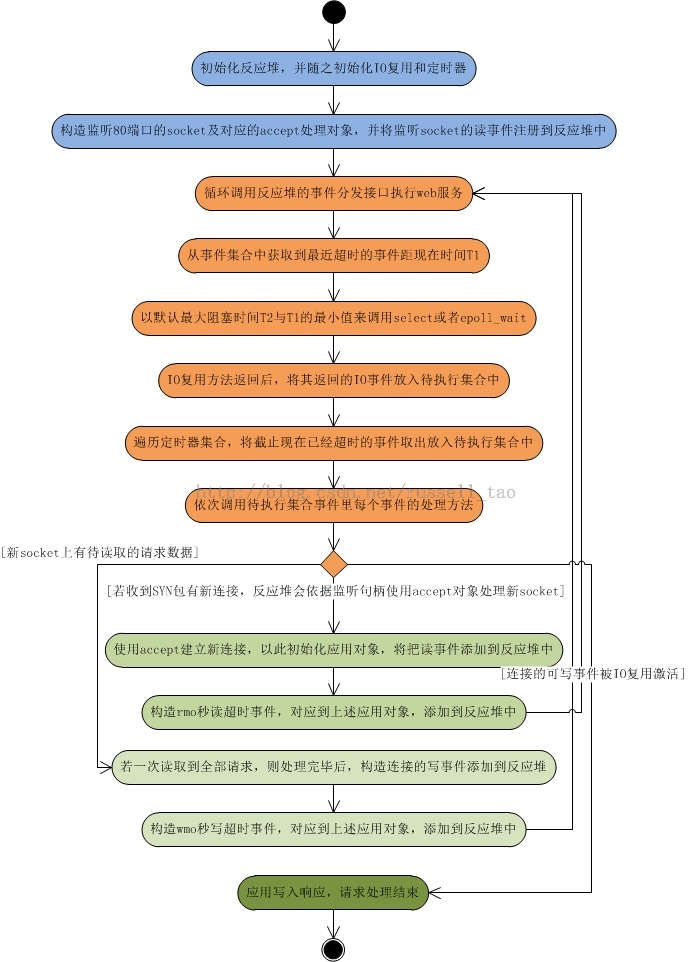 初始化反应堆，并随之初始化IO复用和定时器
构造监听80端口的socket及对应的accept处理对象，并将监听socket的读事件注册到反应堆中
循环调用反应堆的事件分发接口执行web服务
从事件集合中获取到最近超时的事件距现在时间T1
以默认最大阻塞时间T2与T1的最小值来调用select或者epoll_wait
IO复用方法返回后，将其返回的IO事件放入待执行集合中
遍历定时器集合，将截止现在已经超时的事件取出放入待执行集合中
http://blog.csdn.net/russell_tao
依次调用待执行集合事件里每个事件的处理方法
[新socket上有待读取的请求数据]
[若收到SYN包有新连接，反应堆会依据监听句柄使用accept对象处理新socket]
使用accept建立新连接，以此初始化应用对象，将把读事件添加到反应堆中
[连接的可写事件被IO复用激活]
构造rmo秒读超时事件，对应到上述应用对象，添加到反应堆中
若一次读取到全部请求，则处理完毕后，构造连接的写事件添加到反应堆
构造wmo秒写超时事件，对应到上述应用对象，添加到反应堆中
应用写入响应，请求处理结束